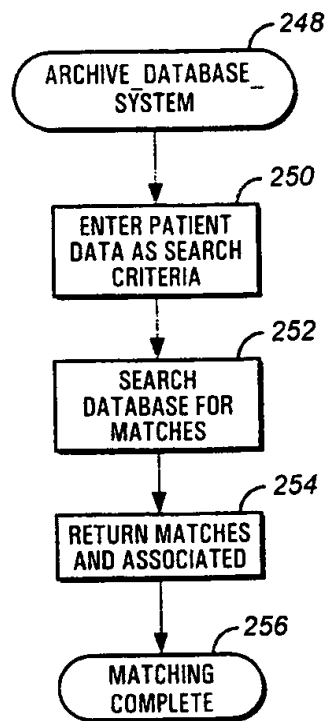 248
ARCHIVE_DATABASE_
SYSTEM
250
ENTER PATIENT
DATA AS SEARCH
CRITERIA
252
SEARCH
DATABASE FOR
MATCHES
254
RETURN MATCHES
AND ASSOCIATED
256
MATCHING
COMPLETE